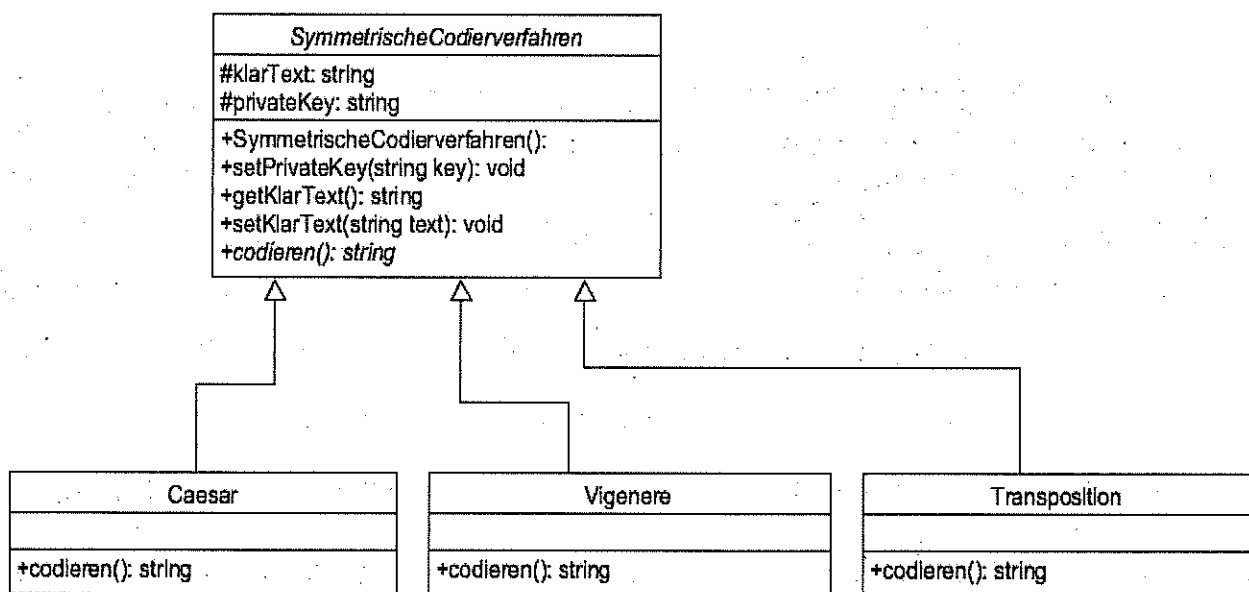 SymmetrischeCodierverfahren
#klarText: string
#privateKey: string
+SymmetrischeCodierverfahren():
+setPrivateKey(string key): void
+getKlarText(): string
+setKlarText(string text): void
+codieren(): string
Caesar
+codieren(): string
Vigenere
+codieren(): string
Transposition
+codieren(): string